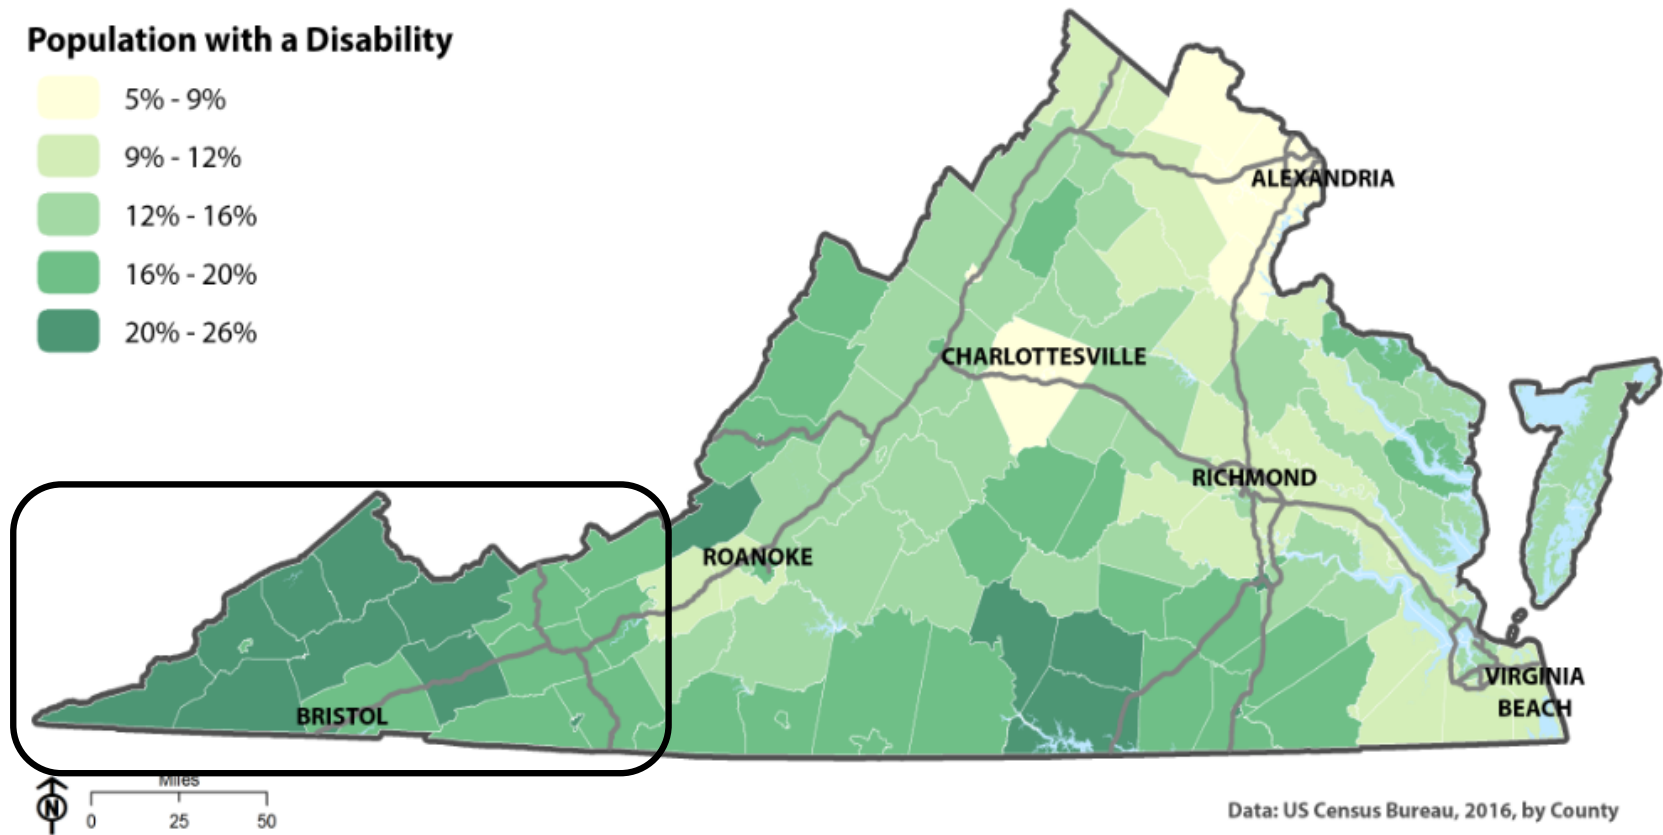 Population with a Disability
5% - 9%
9% - 12%
12% - 16%
16% - 20%
20% - 26%
ALEXANDRIA
CHARLOTTESVILLE
RICHMOND
ROANOKE
VIRGINIA
BEACH
BRISTOL
Miles
N
0 25 50
Data: US Census Bureau, 2016, by County